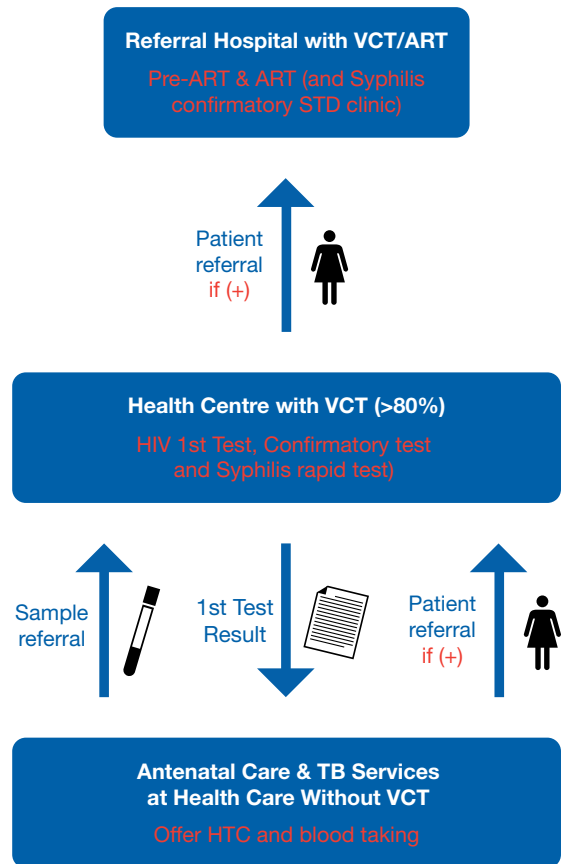 Referral Hospital with VCT/ART
Pre-ART & ART (and Syphilis
confirmatory STD clinic)
Patient
referral
if (+)
Health Centre with VCT (>80%)
HIV 1st Test, Confirmatory test
and Syphilis rapid test)
Sample
referral
1st Test
Result
Patient
referral
if (+)
Antenatal Care & TB Services
at Health Care Without VCT
Offer HTC and blood taking